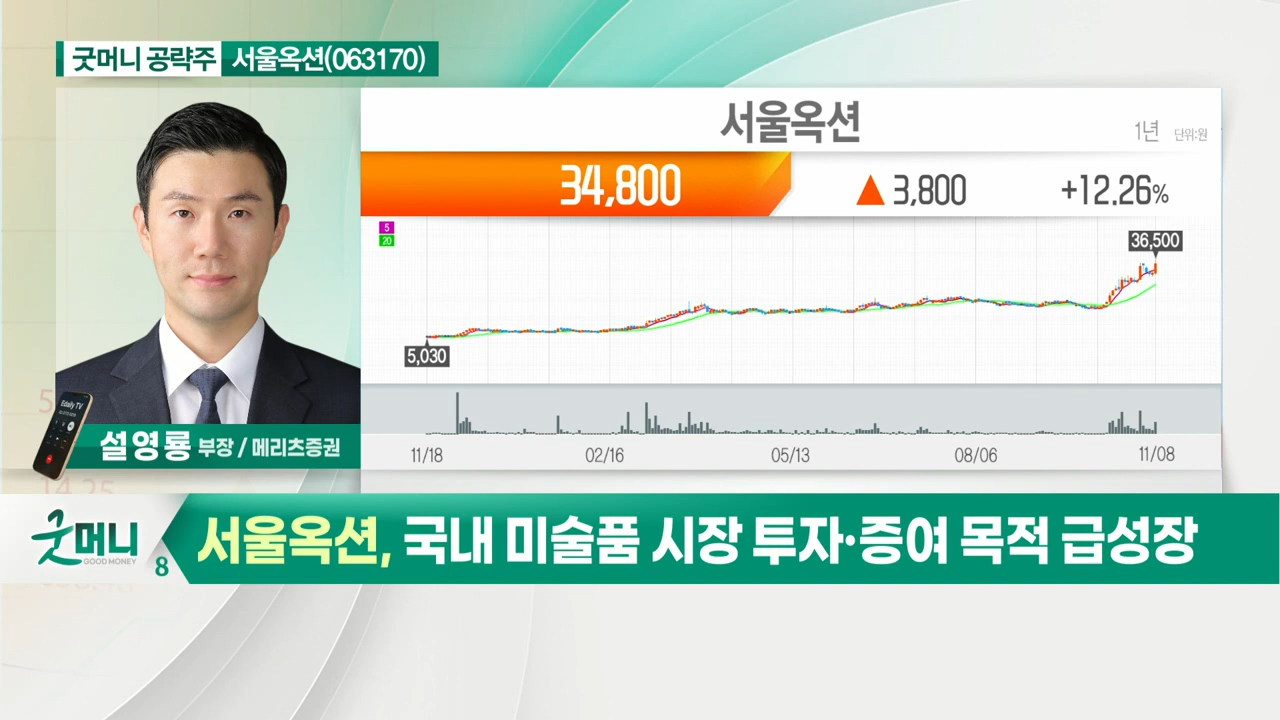 굿머니 공략주 서울옥션(063170)
서울옥션
1년 단위:원
34,800 ▲ 3,800 +12.26%
5
20
36,500
5,030
11/18 02/16 05/13 08/06 11/08
Edaily TV
설영룡 부장 / 메리츠증권
굿머니
GOOD MONEY
8
서울옥션, 국내 미술품 시장 투자·증여 목적 급성장